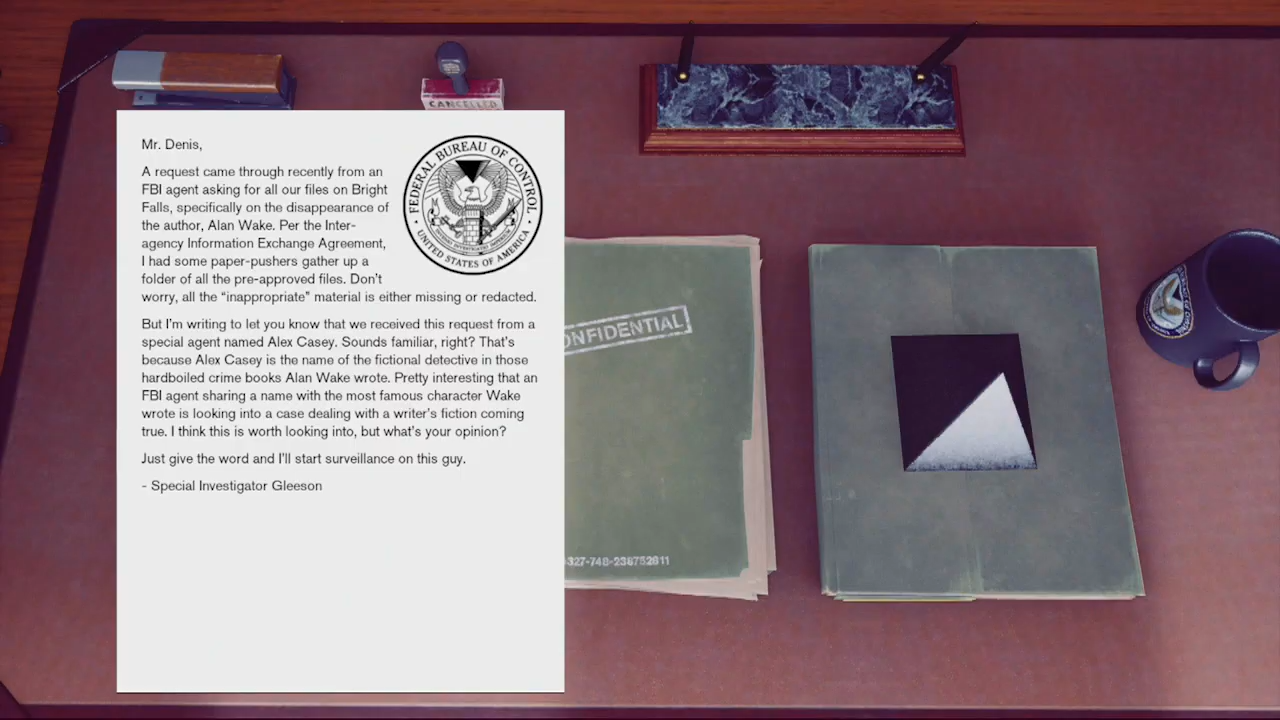 CANCELLED
Mr. Denis,
A request came through recently from an
FBI agent asking for all our files on Bright
Falls, specifically on the disappearance of
the author, Alan Wake. Per the Inter-
agency Information Exchange Agreement,
I had some paper-pushers gather up a
folder of all the pre-approved files. Don't
worry, all the “inappropriate” material is either missing or redacted.
But I'm writing to let you know that we received this request from a
special agent named Alex Casey. Sounds familiar, right? That's
because Alex Casey is the name of the fictional detective in those
hardboiled crime books Alan Wake wrote. Pretty interesting that an
FBI agent sharing a name with the most famous character Wake
wrote is looking into a case dealing with a writer's fiction coming
true. I think this is worth looking into, but what's your opinion?
Just give the word and I'll start surveillance on this guy.
- Special Investigator Gleeson
FEDERAL BUREAU OF CONTROL
UNITED STATES OF AMERICA
ONFIDENTIAL
327-748-238752811